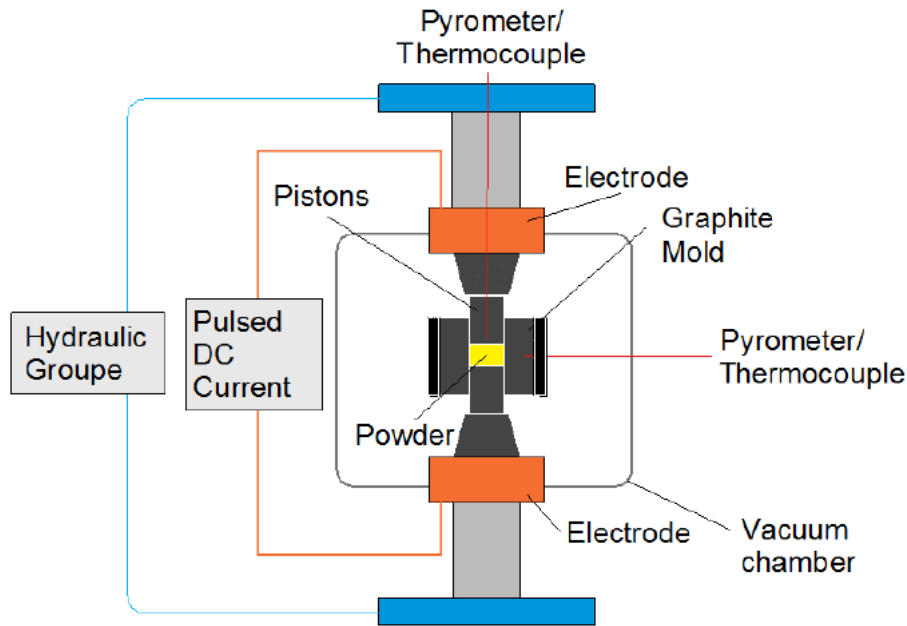 Pyrometer/
Thermocouple
Pistons
Electrode
Graphite
Mold
Hydraulic
Groupe
Pulsed
DC
Current
Pyrometer/
Thermocouple
Powder
Electrode
Vacuum
chamber